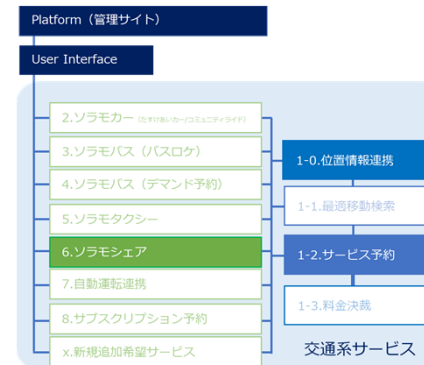 Platform（管理サイト）
User Interface
2.ソラモカー（たすけあいカー/コミュニティライド）
3.ソラモバス（バスロケ）
4.ソラモバス（デマンド予約）
5.ソラモタクシー
6.ソラモシェア
7.自動運転連携
8.サブスクリプション予約
x.新規追加希望サービス
1-0.位置情報連携
1-1.最適移動検索
1-2.サービス予約
1-3.料金決裁
交通系サービス